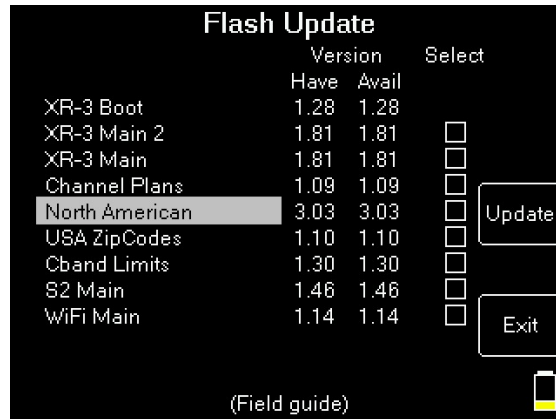 Flash Update
Version Select
Have Avail
XR-3 Boot 1.28 1.28
XR-3 Main 2 1.81 1.81
XR-3 Main 1.81 1.81
Channel Plans 1.09 1.09
North American 3.03 3.03
Update
USA ZipCodes 1.10 1.10
Cband Limits 1.30 1.30
S2 Main 1.46 1.46
WiFi Main 1.14 1.14
Exit
(Field guide)